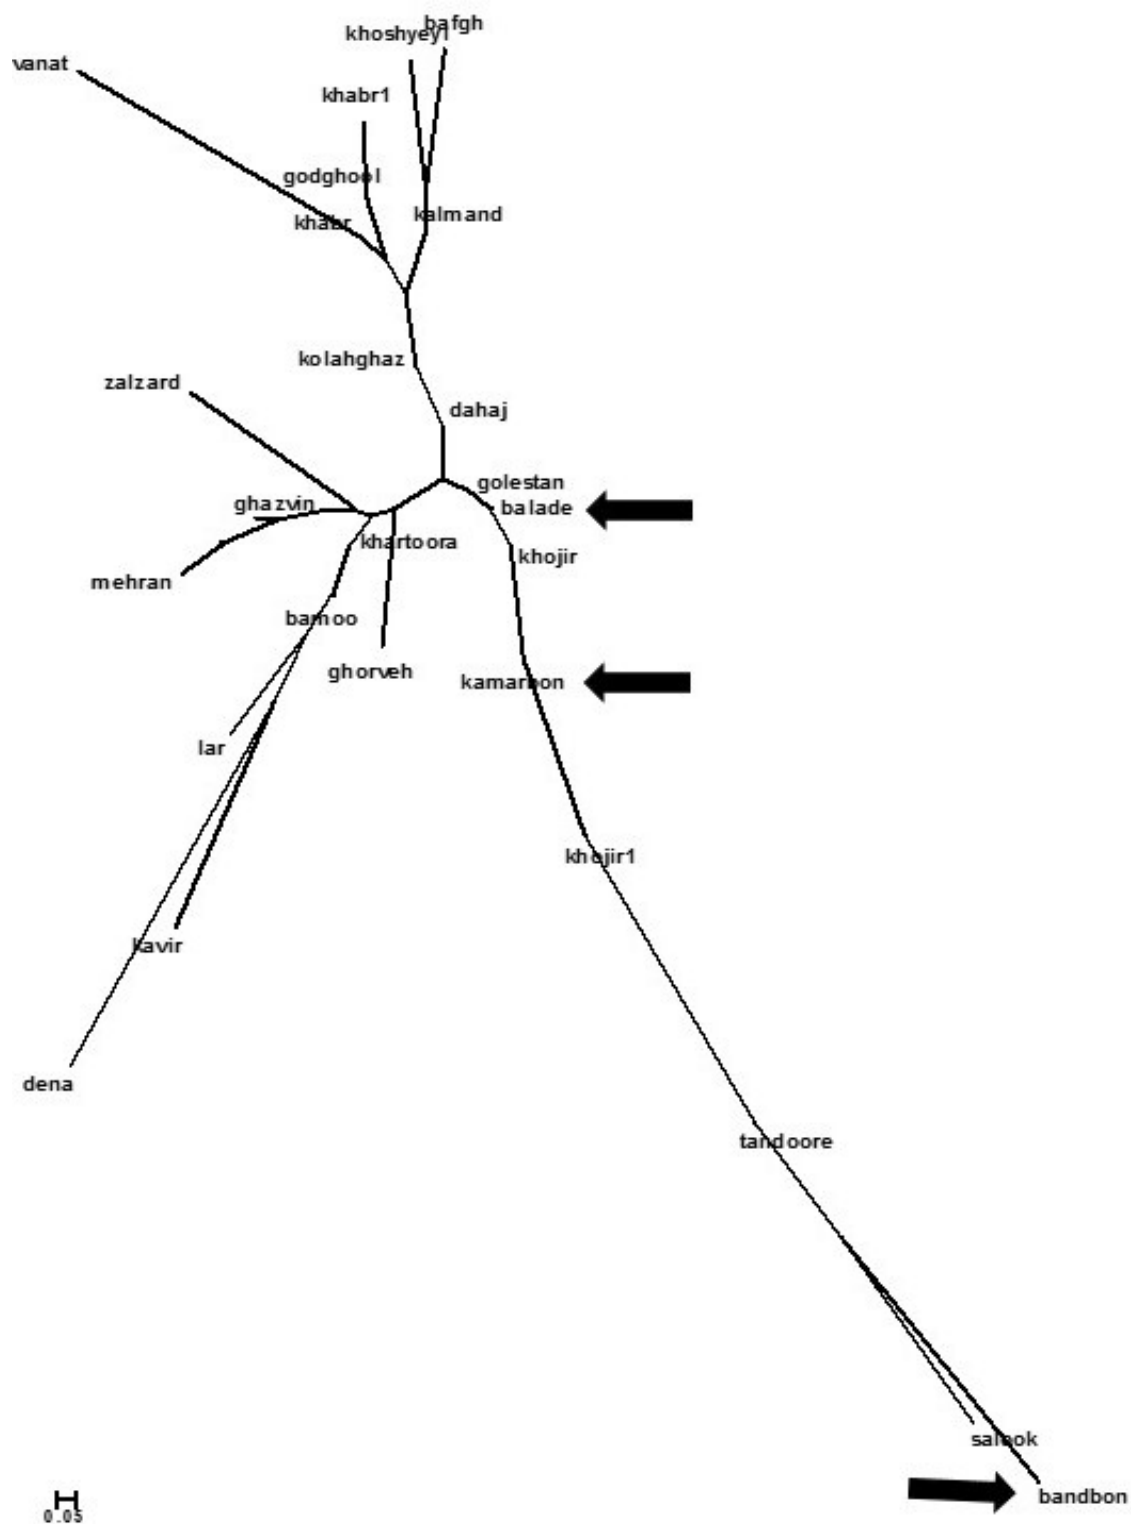 bafgh
khoshyeyl
vanat
khabr1
godghool
kalmand
khabr
kolahghaz
zalzard
dahaj
golestan
ghazvin
balade
khartoora
khojir
mehran
bamoo
ghorveh
kamarbon
lar
khojir1
kavir
dena
tandoore
salook
bandbon
0.05